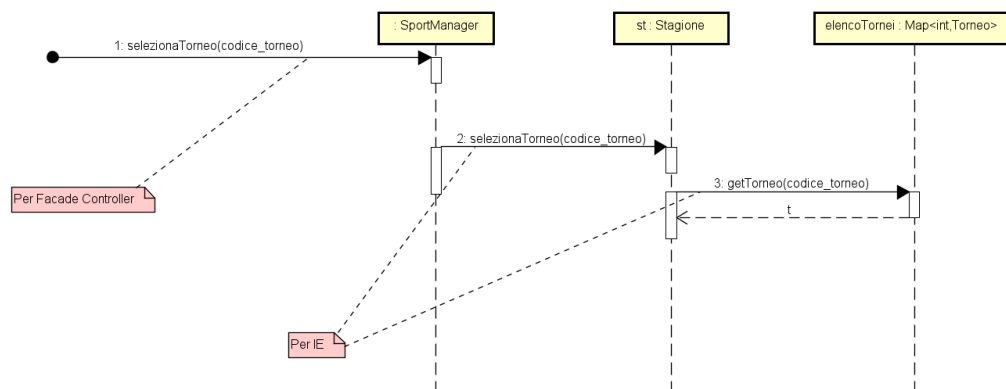 : SportManager
st : Stagione
elencoTornei : Map<int,Torneo>
1: selezionaTorneo(codice_torneo)
2: selezionaTorneo(codice_torneo)
3: getTorneo(codice_torneo)
Per Facade Controller
t
Per IE